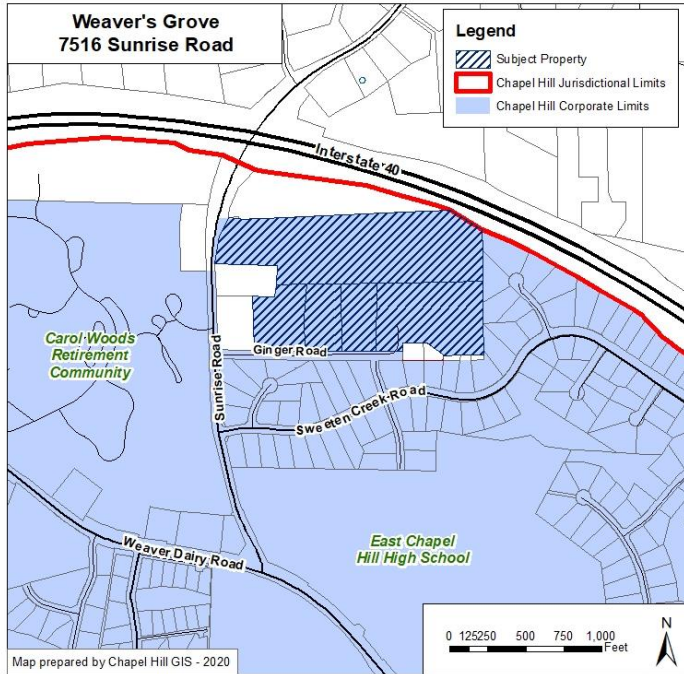 Weaver's Grove
7516 Sunrise Road
Legend
Subject Property
Chapel Hill Jurisdictional Limits
Chapel Hill Corporate Limits
Interstate 40
Carol Woods
Retirement
Community
Sunrise Road
Ginger Road
Sweeten Creek Road
East Chapel
Hill High School
Weaver Dairy Road
0 125250 500 750 1,000
Feet
N
Map prepared by Chapel Hill GIS - 2020